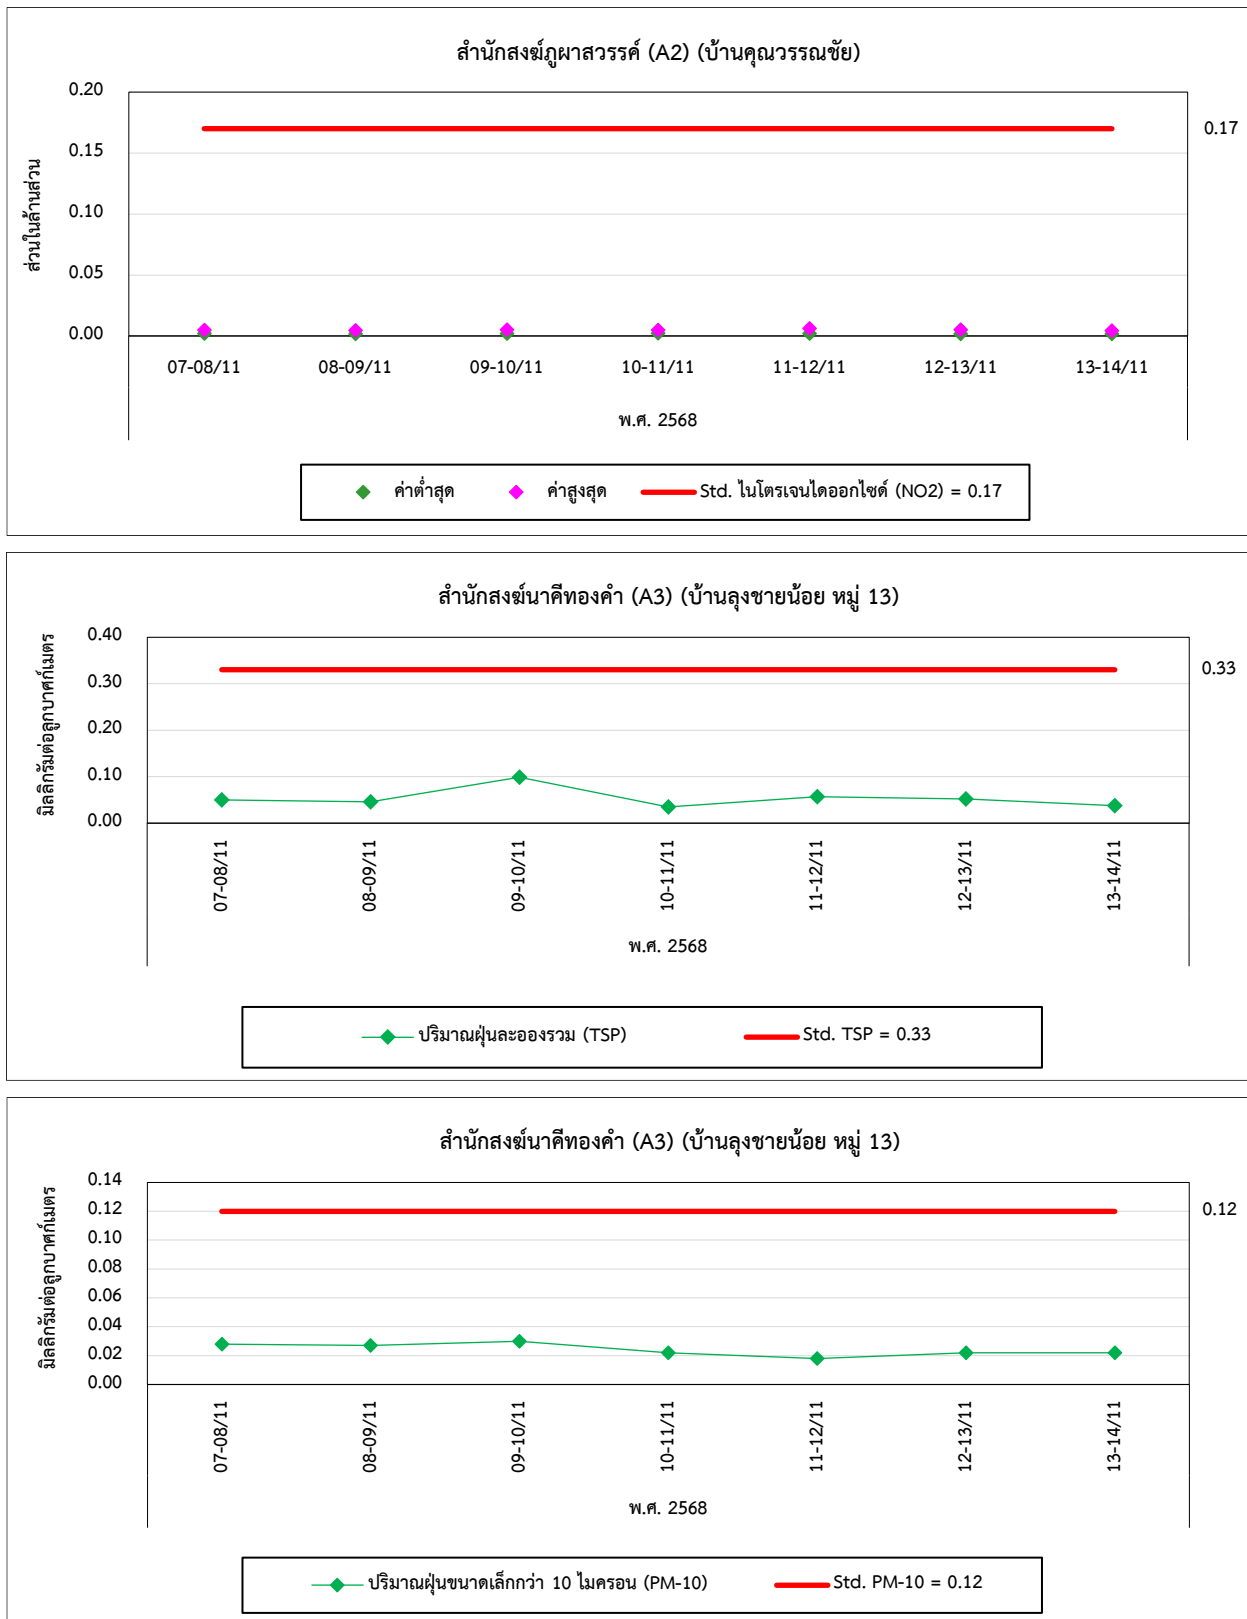 สำนักสงฆ์ภูผาสวรรค์ (A2) (บ้านคุณวรรณชัย)
0.20
0.15
0.10
0.05
0.00
0.17
ส่วนในล้านส่วน
07-08/11 08-09/11 09-10/11 10-11/11 11-12/11 12-13/11 13-14/11
พ.ศ. 2568
ค่าต่ำสุด ค่าสูงสุด Std. ไนโตรเจนไดออกไซด์ (NO2) = 0.17
สำนักสงฆ์นาคีทองคำ (A3) (บ้านลุงชายน้อย หมู่ 13)
0.40
0.30
0.20
0.10
0.00
0.33
มิลลิกรัมต่อลูกบาศก์เมตร
07-08/11 08-09/11 09-10/11 10-11/11 11-12/11 12-13/11 13-14/11
พ.ศ. 2568
ปริมาณฝุ่นละอองรวม (TSP) Std. TSP = 0.33
สำนักสงฆ์นาคีทองคำ (A3) (บ้านลุงชายน้อย หมู่ 13)
0.14
0.12
0.10
0.08
0.06
0.04
0.02
0.00
0.12
มิลลิกรัมต่อลูกบาศก์เมตร
07-08/11 08-09/11 09-10/11 10-11/11 11-12/11 12-13/11 13-14/11
พ.ศ. 2568
ปริมาณฝุ่นขนาดเล็กกว่า 10 ไมครอน (PM-10) Std. PM-10 = 0.12